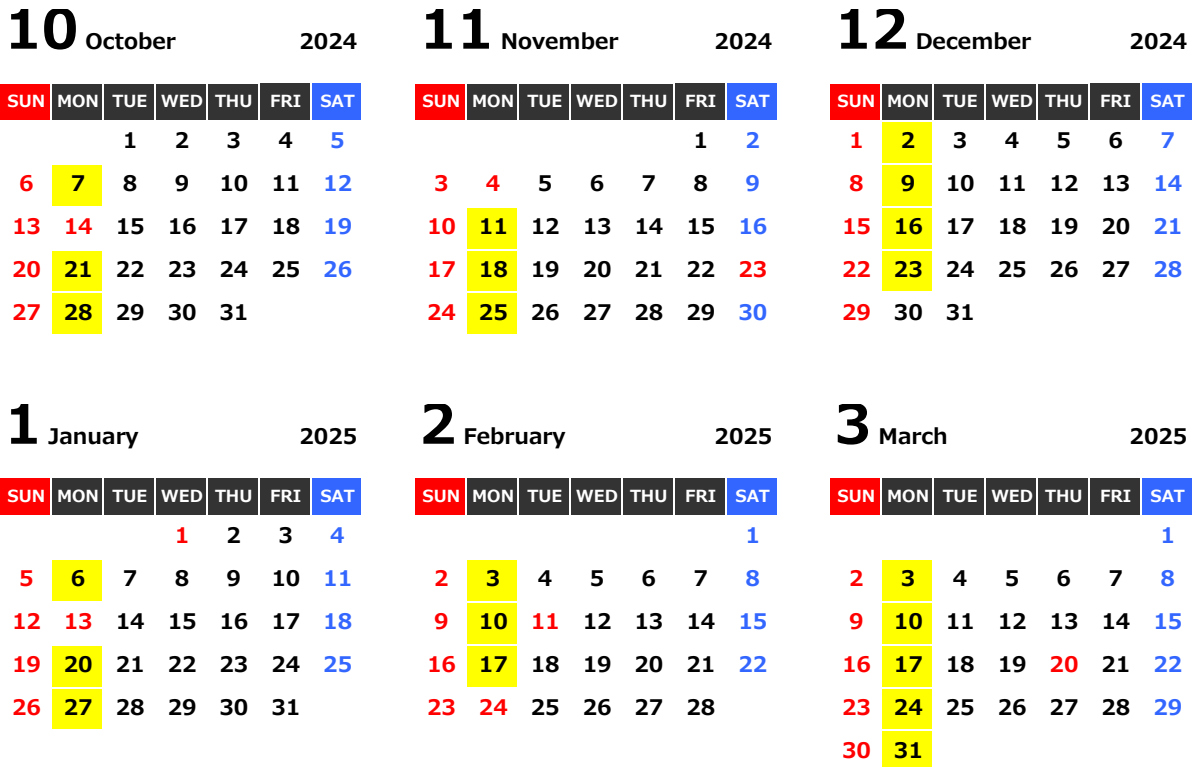 10 October 2024
SUN MON TUE WED THU FRI SAT
1 2 3 4 5
6 7 8 9 10 11 12
13 14 15 16 17 18 19
20 21 22 23 24 25 26
27 28 29 30 31
11 November 2024
SUN MON TUE WED THU FRI SAT
1 2
3 4 5 6 7 8 9
10 11 12 13 14 15 16
17 18 19 20 21 22 23
24 25 26 27 28 29 30
12 December 2024
SUN MON TUE WED THU FRI SAT
1 2 3 4 5 6 7
8 9 10 11 12 13 14
15 16 17 18 19 20 21
22 23 24 25 26 27 28
29 30 31
1 January 2025
SUN MON TUE WED THU FRI SAT
1 2 3 4
5 6 7 8 9 10 11
12 13 14 15 16 17 18
19 20 21 22 23 24 25
26 27 28 29 30 31
2 February 2025
SUN MON TUE WED THU FRI SAT
1
2 3 4 5 6 7 8
9 10 11 12 13 14 15
16 17 18 19 20 21 22
23 24 25 26 27 28
3 March 2025
SUN MON TUE WED THU FRI SAT
1
2 3 4 5 6 7 8
9 10 11 12 13 14 15
16 17 18 19 20 21 22
23 24 25 26 27 28 29
30 31